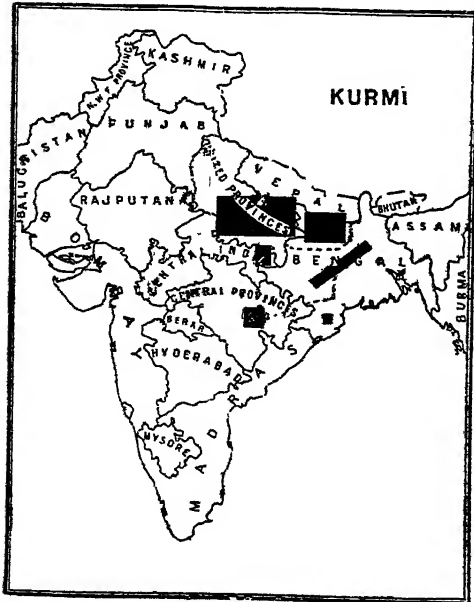 KURMI
KASHMIR
N.W.F. PROVINCE
PUNJAB
BALUCHISTAN
RAJPUTANA
UNITED PROVINCES
NEPAL
BHUTAN
ASSAM
BENGAL
BURMA
CENTRAL INDIA
CENTRAL PROVINCES
BERAR
BOMBAY
HYDERABAD
MADRAS
MYSORE